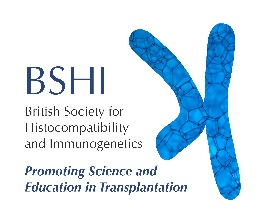 BSHI
British Society for
Histocompatibility
and Immunogenetics
Promoting Science and
Education in Transplantation